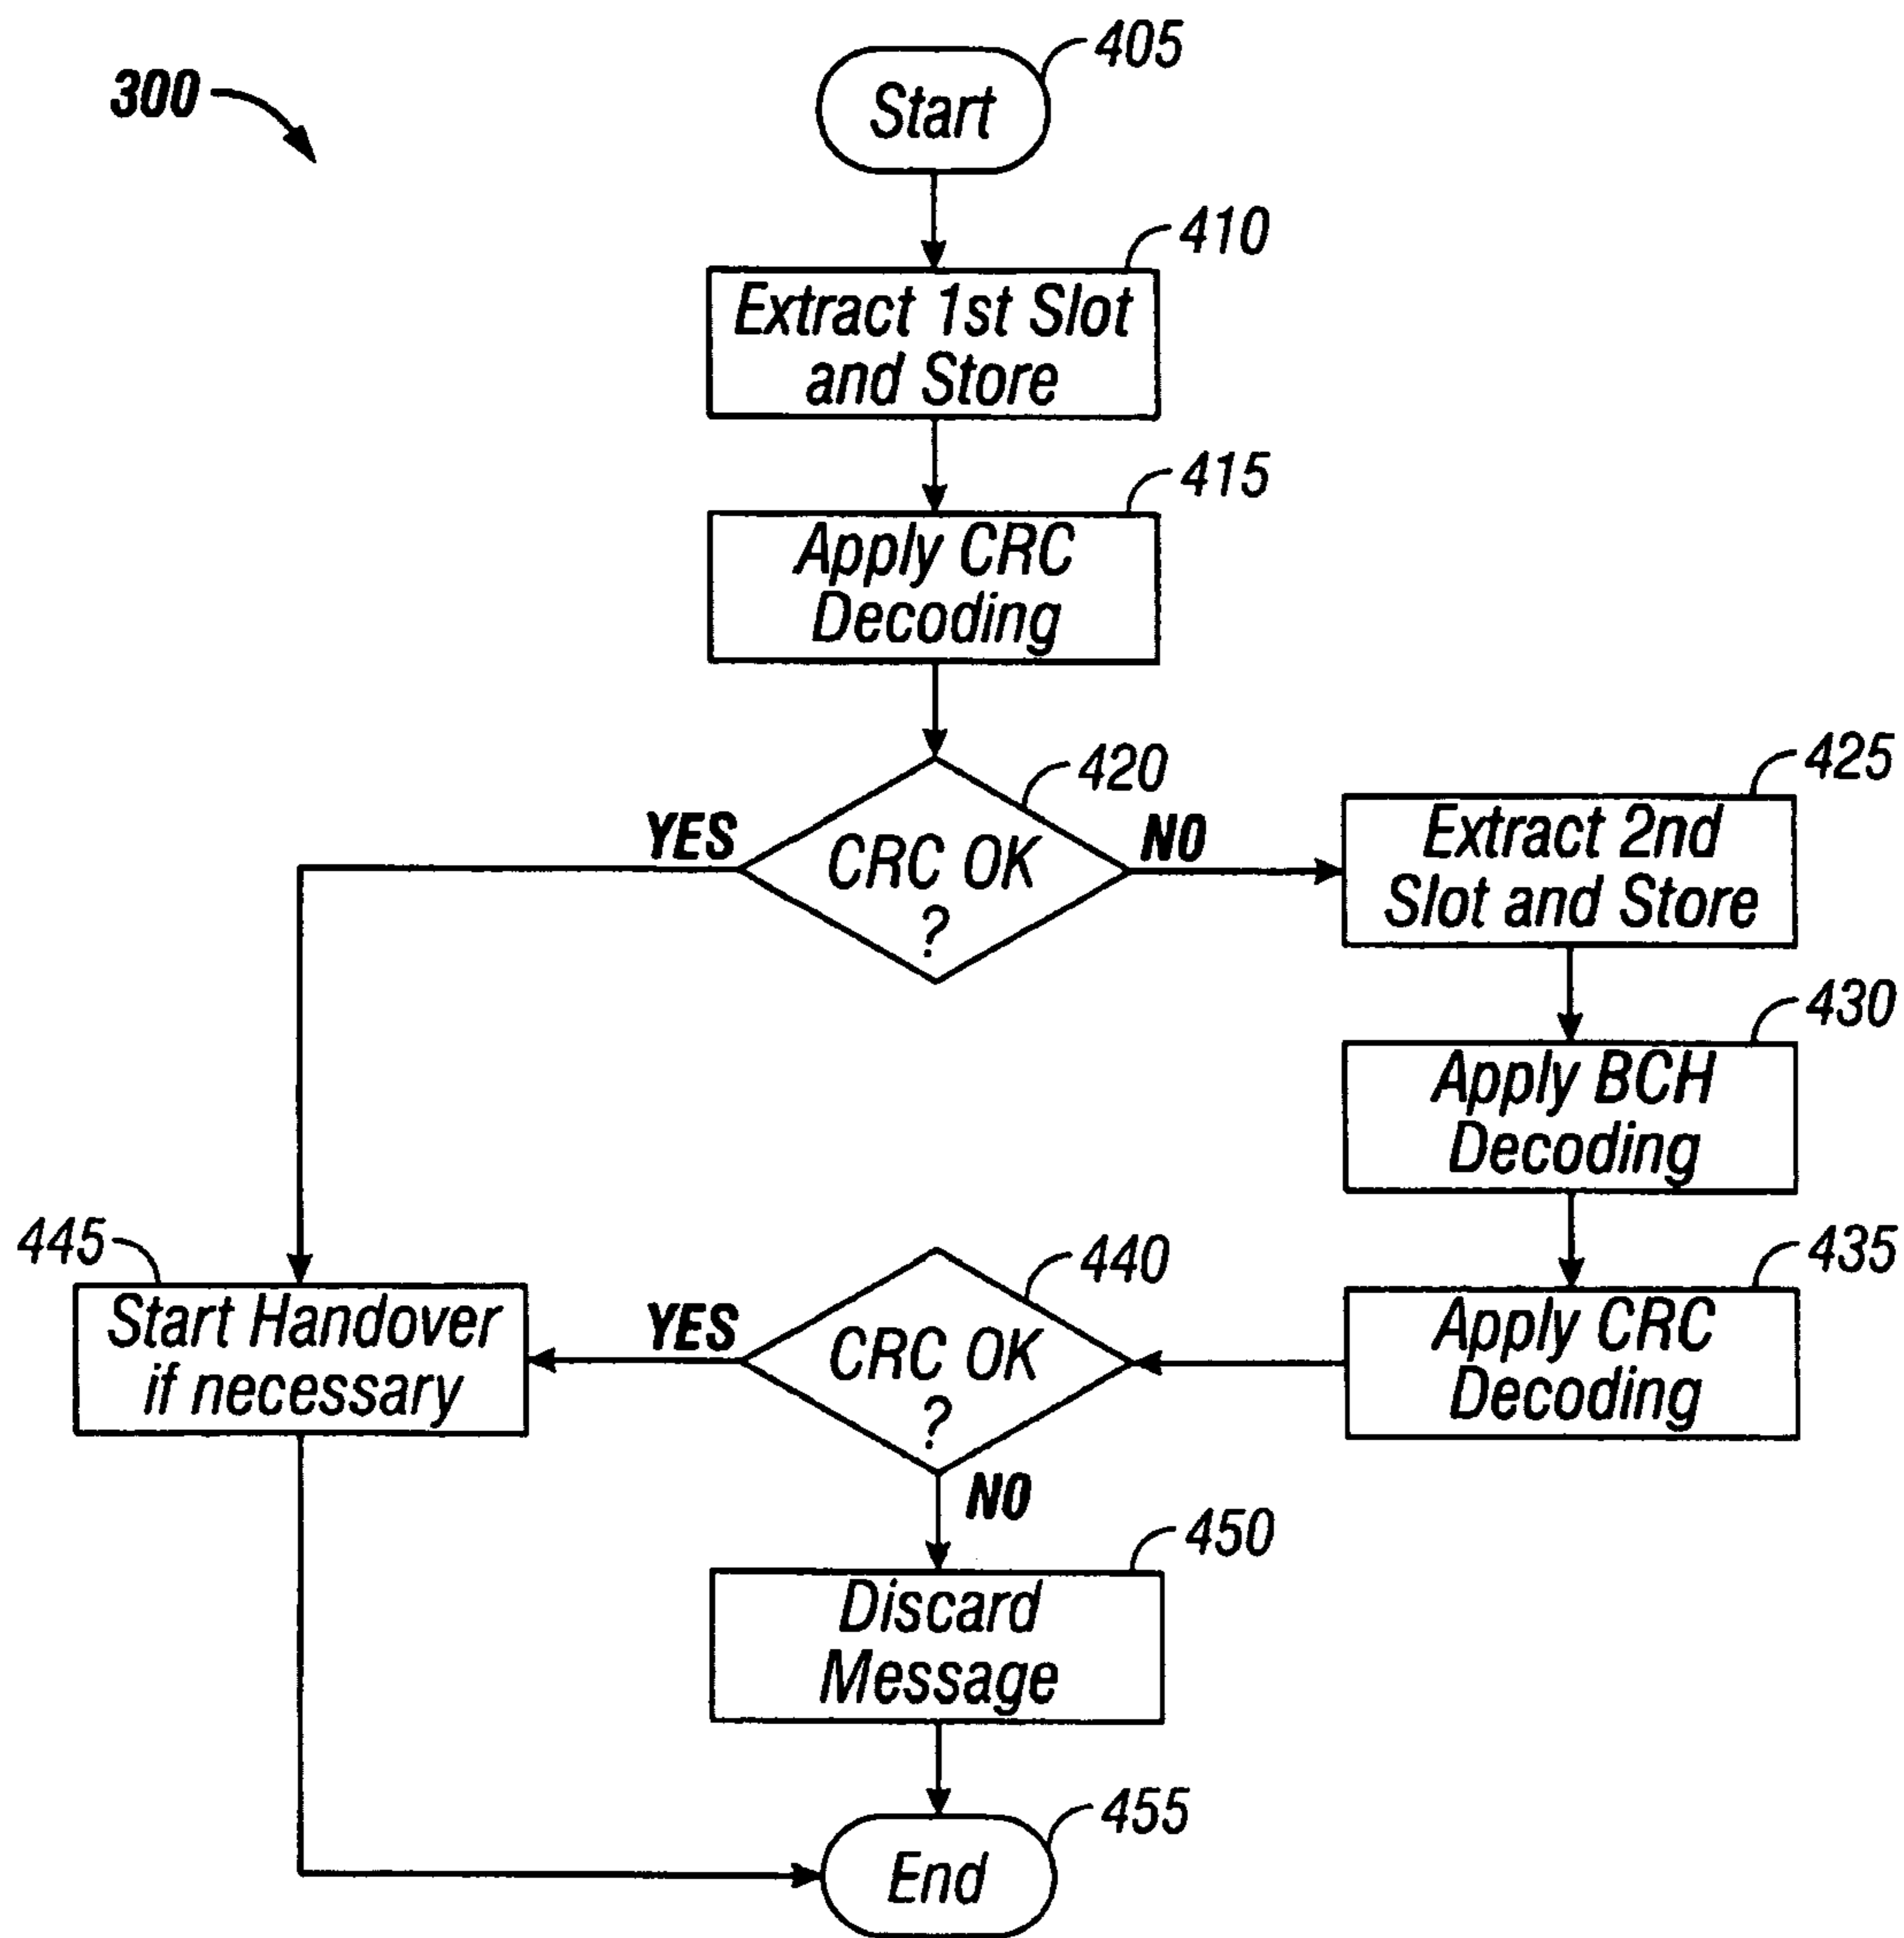 300
405
Start
410
Extract 1st Slot
and Store
415
Apply CRC
Decoding
420
YES
CRC OK
?
NO
425
Extract 2nd
Slot and Store
430
Apply BCH
Decoding
435
Apply CRC
Decoding
440
CRC OK
?
YES
NO
445
Start Handover
if necessary
450
Discard
Message
455
End